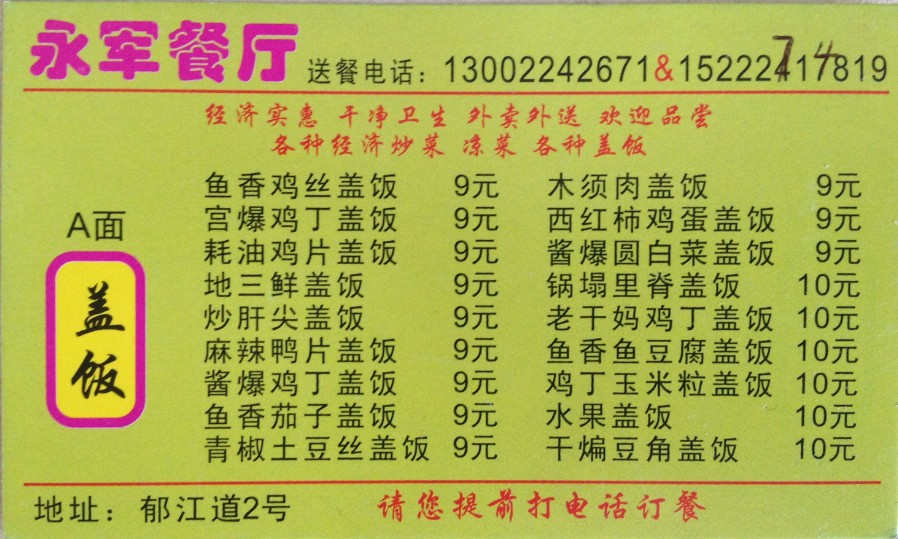 永军餐厅 送餐电话：13002242671&15222714819
经济实惠 干净卫生 外卖外送 欢迎品尝
各种经济炒菜 凉菜 各种盖饭
鱼香鸡丝盖饭 9元 木须肉盖饭 9元
宫爆鸡丁盖饭 9元 西红柿鸡蛋盖饭 9元
耗油鸡片盖饭 9元 酱爆圆白菜盖饭 9元
地三鲜盖饭 9元 锅塌里脊盖饭 10元
炒肝尖盖饭 9元 老干妈鸡丁盖饭 10元
麻辣鸭片盖饭 9元 鱼香鱼豆腐盖饭 10元
酱爆鸡丁盖饭 9元 鸡丁玉米粒盖饭 10元
鱼香茄子盖饭 9元 水果盖饭 10元
青椒土豆丝盖饭 9元 干煸豆角盖饭 10元
A面
盖饭
地址：郁江道2号 请您提前打电话订餐